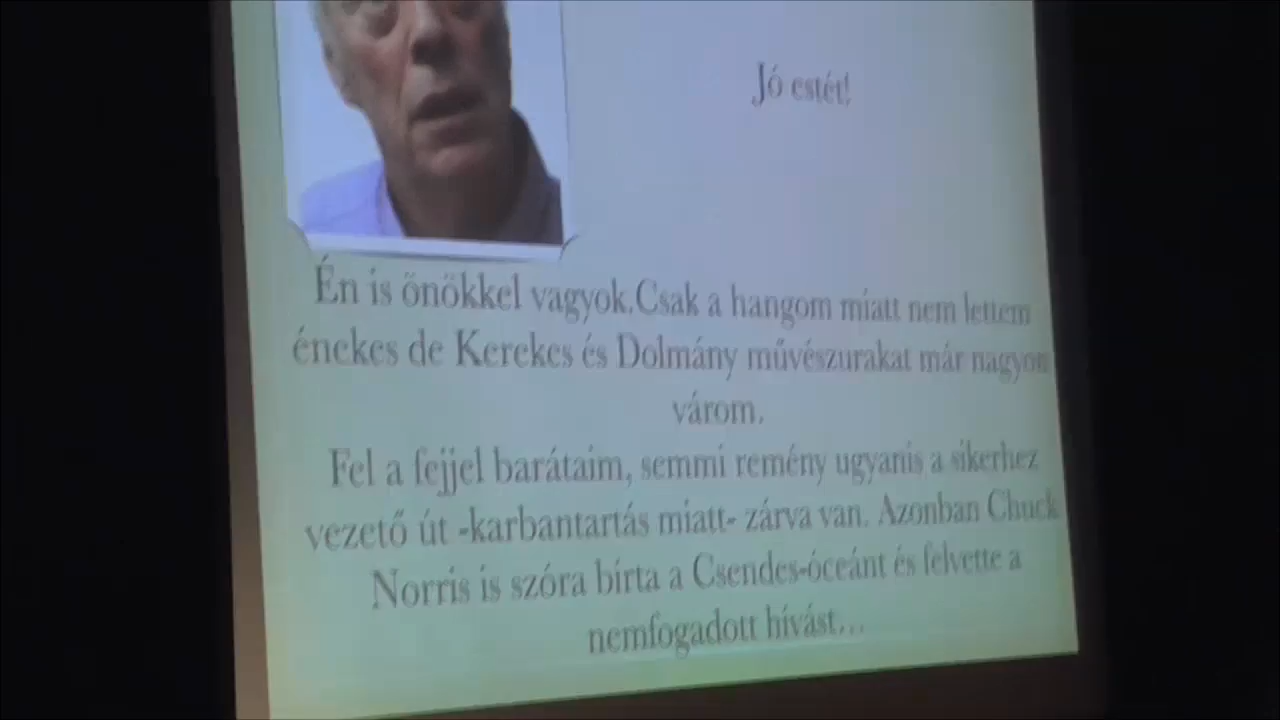 Jó estét!
Én is önökkel vagyok.Csak a hangom miatt nem lettem
énekes de Kerekes és Dolmány művészurakat már nagyon
várom.
Fel a fejjel barátaim, semmi remény ugyanis a sikerhez
vezető út -karbantartás miatt- zárva van. Azonban Chuck
Norris is szóra bírta a Csendes-óceánt és felvette a
nemfogadott hívást...